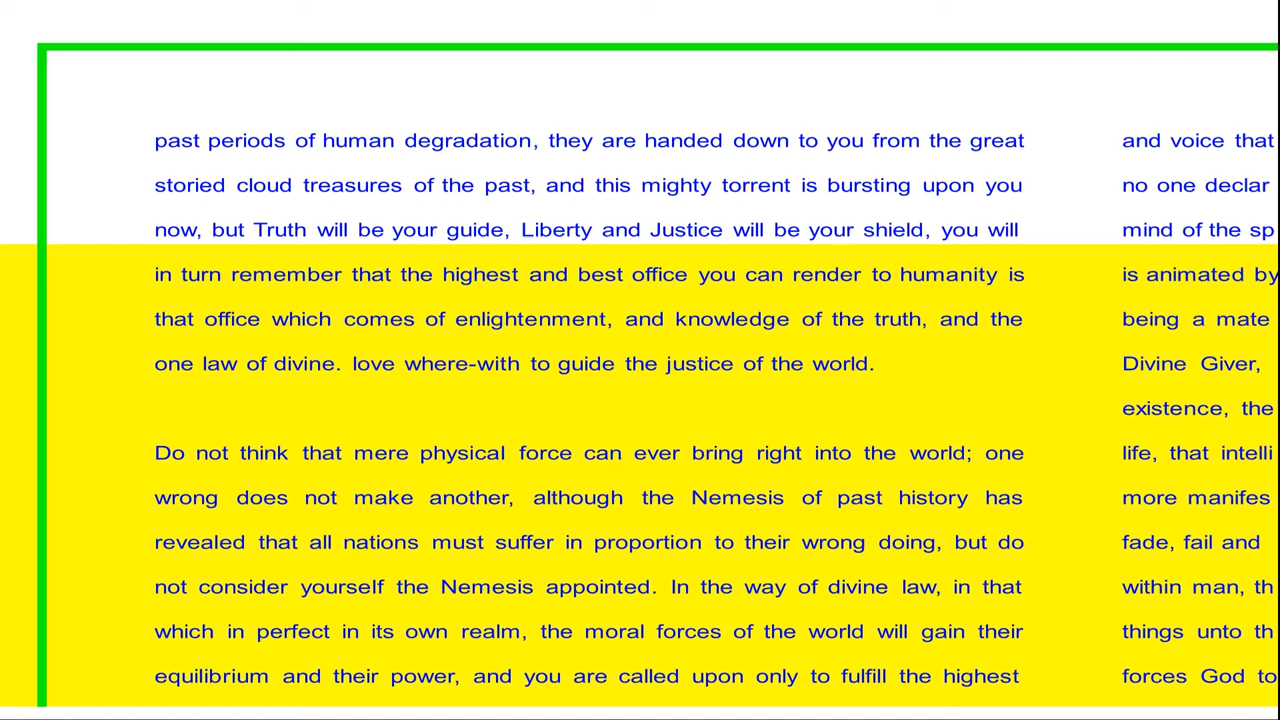 past periods of human degradation, they are handed down to you from the great
storied cloud treasures of the past, and this mighty torrent is bursting upon you
now, but Truth will be your guide, Liberty and Justice will be your shield, you will
in turn remember that the highest and best office you can render to humanity is
that office which comes of enlightenment, and knowledge of the truth, and the
one law of divine. love where-with to guide the justice of the world.
Do not think that mere physical force can ever bring right into the world; one
wrong does not make another, although the Nemesis of past history has
revealed that all nations must suffer in proportion to their wrong doing, but do
not consider yourself the Nemesis appointed. In the way of divine law, in that
which in perfect in its own realm, the moral forces of the world will gain their
equilibrium and their power, and you are called upon only to fulfill the highest
and voice that
no one declar
mind of the sp
is animated by
being a mate
Divine Giver,
existence, the
life, that intelli
more manifes
fade, fail and
within man, th
things unto th
forces God to